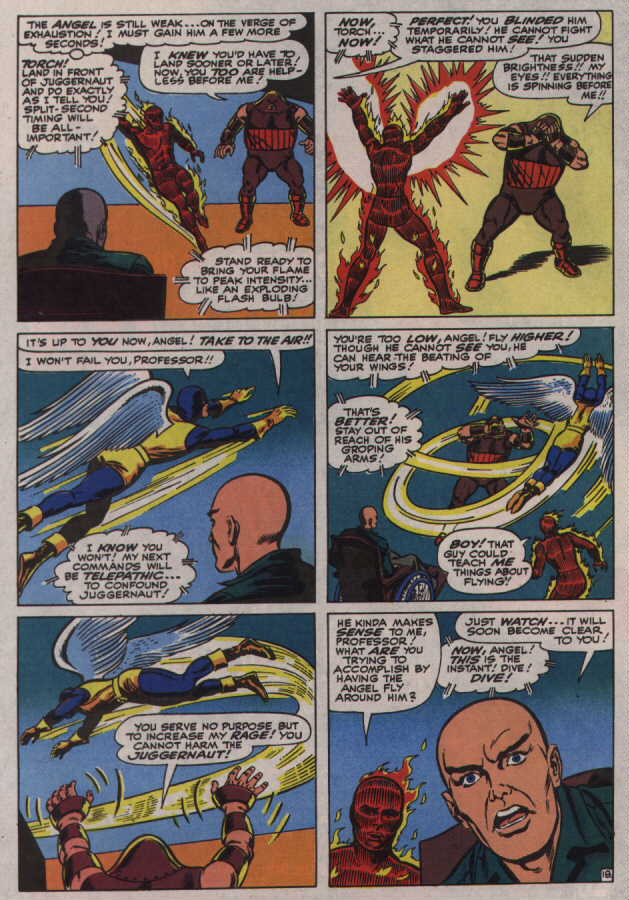 THE ANGEL IS STILL WEAK...ON THE VERGE OF
EXHAUSTION! I MUST GAIN HIM A FEW MORE
SECONDS!
TORCH!
LAND IN FRONT
OF JUGGERNAUT
AND DO EXACTLY
AS I TELL YOU!
SPLIT-SECOND
TIMING WILL
BE ALL-
IMPORTANT!
I KNEW YOU'D HAVE TO
LAND SOONER OR LATER!
NOW, YOU TOO ARE HELP-
LESS BEFORE ME!
STAND READY TO
BRING YOUR FLAME
TO PEAK INTENSITY...
LIKE AN EXPLODING
FLASH BULB!
NOW,
TORCH...
NOW!
PERFECT! YOU BLINDED HIM
TEMPORARILY! HE CANNOT FIGHT
WHAT HE CANNOT SEE! YOU
STAGGERED HIM!
THAT SUDDEN
BRIGHTNESS!! MY
EYES!! EVERYTHING
IS SPINNING BEFORE
ME!!
IT'S UP TO YOU NOW, ANGEL! TAKE TO THE AIR!!
I WON'T FAIL YOU, PROFESSOR!!
I KNOW YOU
WON'T! MY NEXT
COMMANDS WILL
BE TELEPATHIC...
TO CONFOUND
JUGGERNAUT!
YOU'RE TOO LOW, ANGEL! FLY HIGHER!
THOUGH HE CANNOT SEE YOU, HE
CAN HEAR THE BEATING OF
YOUR WINGS!
THAT'S
BETTER!
STAY OUT OF
REACH OF HIS
GROPING
ARMS!
BOY! THAT
GUY COULD
TEACH ME
THINGS ABOUT
FLYING!!
YOU SERVE NO PURPOSE BUT
TO INCREASE MY RAGE! YOU
CANNOT HARM THE
JUGGERNAUT!
HE KINDA MAKES
SENSE TO ME,
PROFESSOR!
WHAT ARE YOU
TRYING TO
ACCOMPLISH BY
HAVING THE
ANGEL FLY
AROUND HIM?
JUST WATCH...IT WILL
SOON BECOME CLEAR
TO YOU!
NOW, ANGEL!
THIS IS THE
INSTANT! DIVE!
DIVE!
18